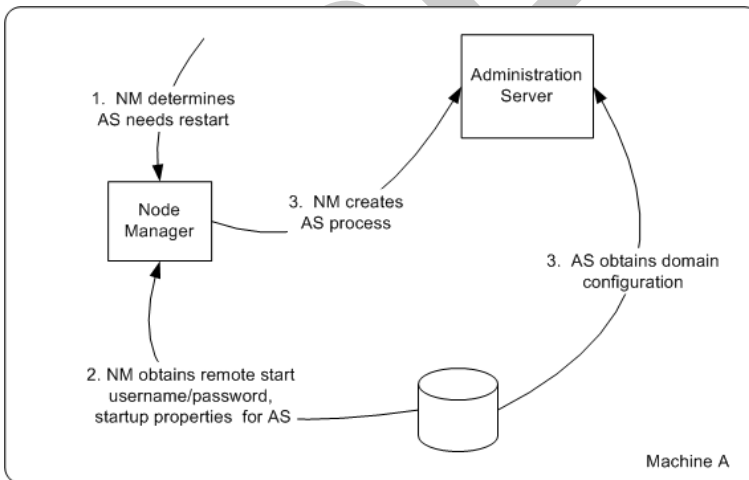 1. NM determines
AS needs restart
Administration
Server
Node
Manager
3. NM creates
AS process
3. AS obtains domain
configuration
2. NM obtains remote start
username/password,
startup properties for AS
Machine A